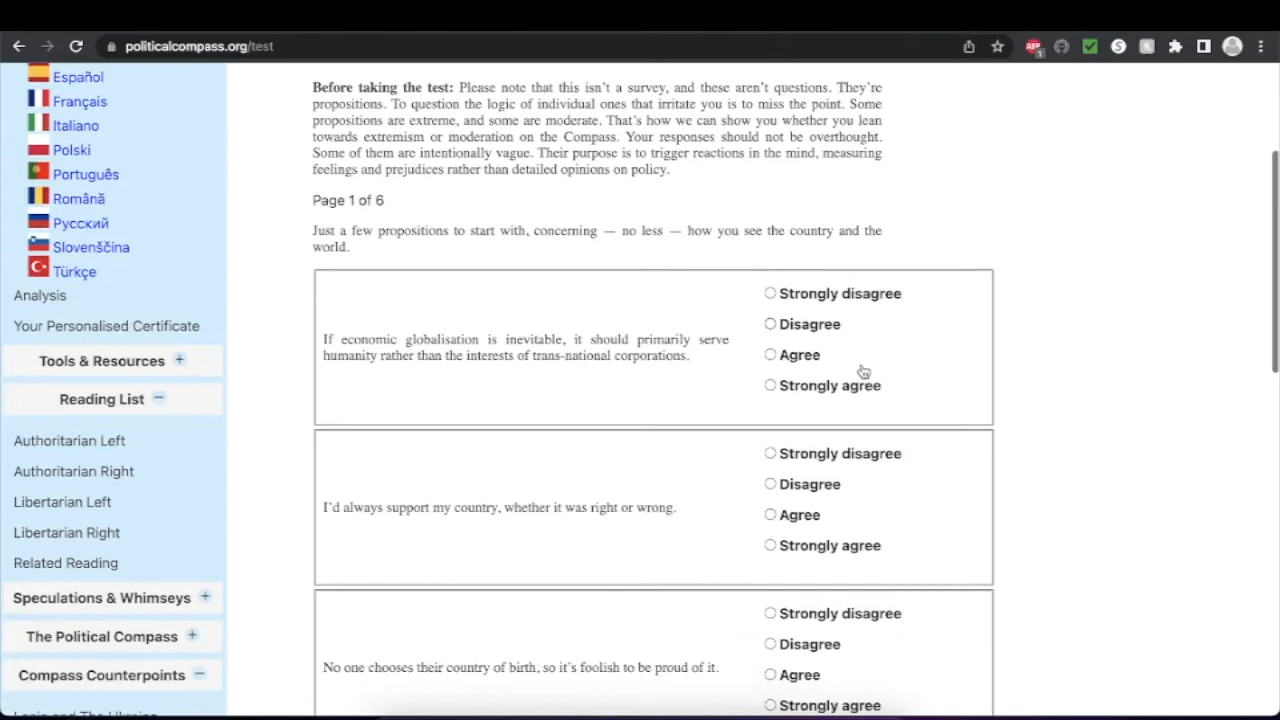 politicalcompass.org/test
ABP
1
S
Español
Français
Italiano
Polski
Português
Română
Русский
Slovenščina
Türkçe
Analysis
Your Personalised Certificate
Tools & Resources +
Reading List −
Authoritarian Left
Authoritarian Right
Libertarian Left
Libertarian Right
Related Reading
Speculations & Whimseys +
The Political Compass +
Compass Counterpoints −
Before taking the test: Please note that this isn't a survey, and these aren't questions. They're
propositions. To question the logic of individual ones that irritate you is to miss the point. Some
propositions are extreme, and some are moderate. That's how we can show you whether you lean
towards extremism or moderation on the Compass. Your responses should not be overthought.
Some of them are intentionally vague. Their purpose is to trigger reactions in the mind, measuring
feelings and prejudices rather than detailed opinions on policy.
Page 1 of 6
Just a few propositions to start with, concerning — no less — how you see the country and the
world.
If economic globalisation is inevitable, it should primarily serve
humanity rather than the interests of trans-national corporations.
Strongly disagree
Disagree
Agree
Strongly agree
I'd always support my country, whether it was right or wrong.
Strongly disagree
Disagree
Agree
Strongly agree
No one chooses their country of birth, so it's foolish to be proud of it.
Strongly disagree
Disagree
Agree
Strongly agree